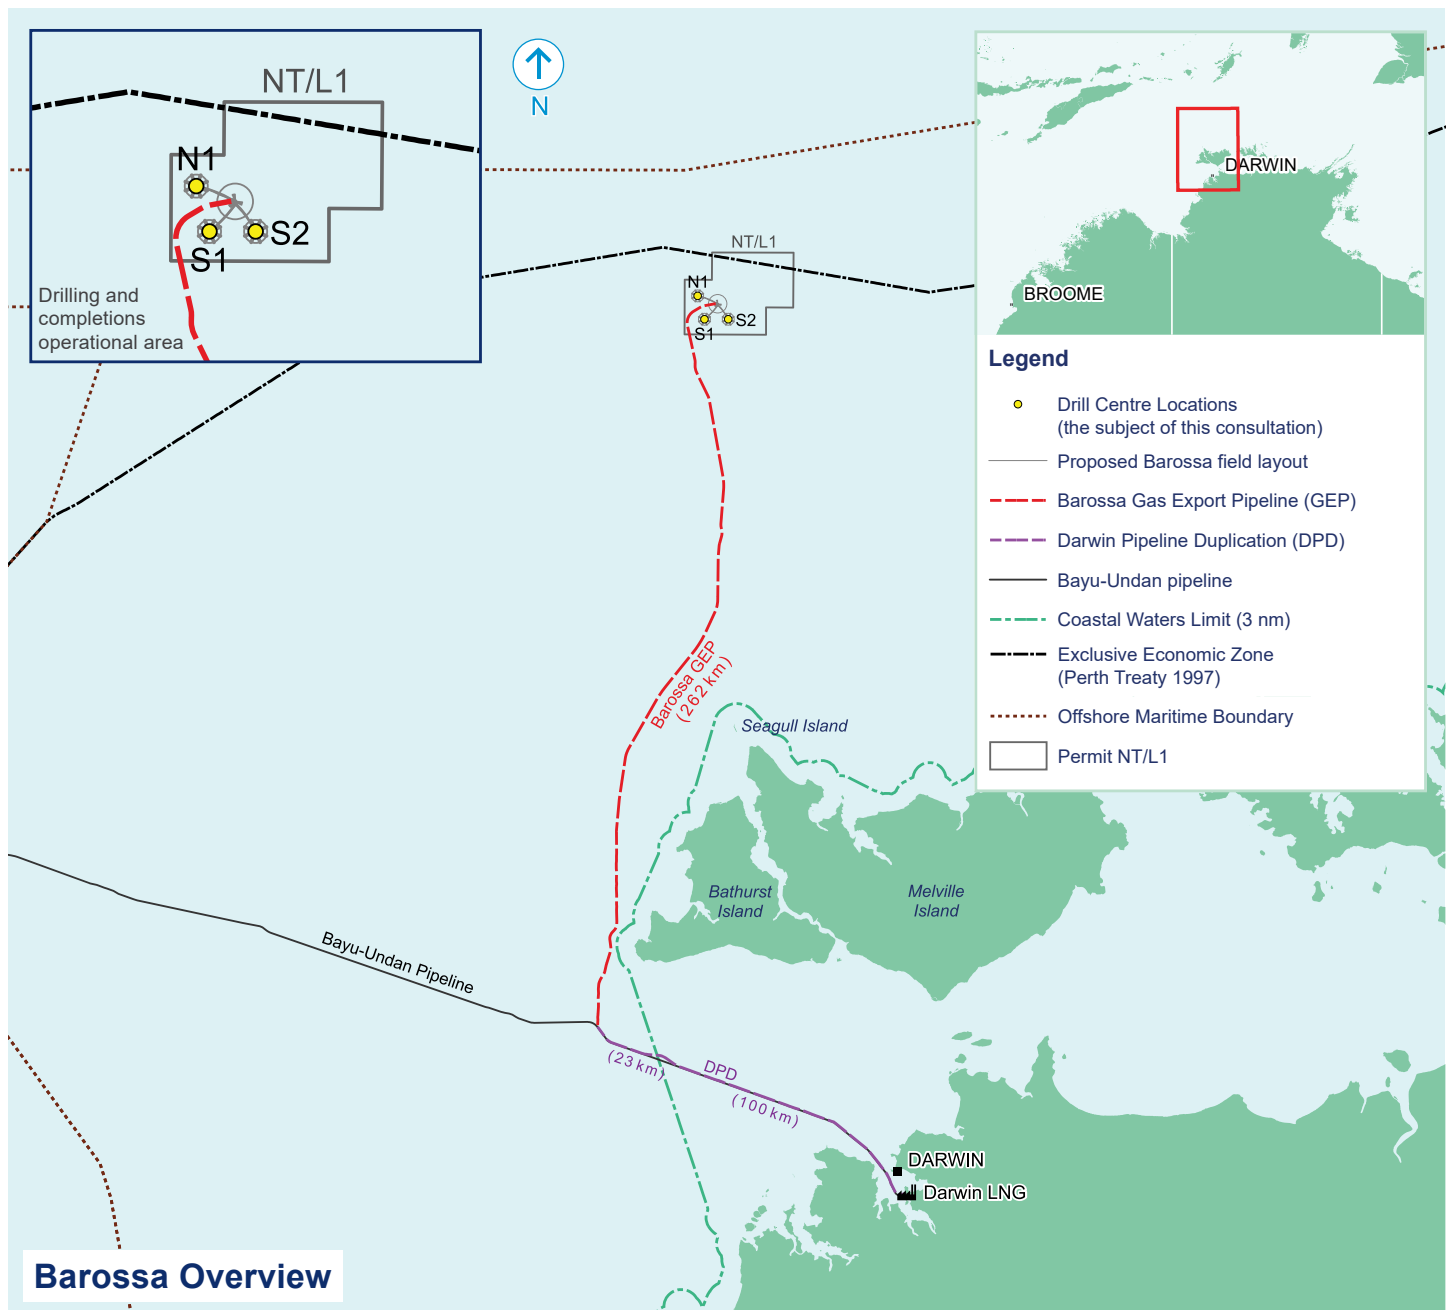 NT/L1
N1
S1
S2
Drilling and
completions
operational area
N
NT/L1
N1
S1
S2
DARWIN
BROOME
Legend
Drill Centre Locations
(the subject of this consultation)
Proposed Barossa field layout
Barossa Gas Export Pipeline (GEP)
Darwin Pipeline Duplication (DPD)
Bayu-Undan pipeline
Coastal Waters Limit (3 nm)
Exclusive Economic Zone
(Perth Treaty 1997)
Offshore Maritime Boundary
Permit NT/L1
Barossa GEP
(262 km)
Seagull Island
Bathurst
Island
Melville
Island
Bayu-Undan Pipeline
(23 km)
DPD
(100 km)
DARWIN
Darwin LNG
Barossa Overview